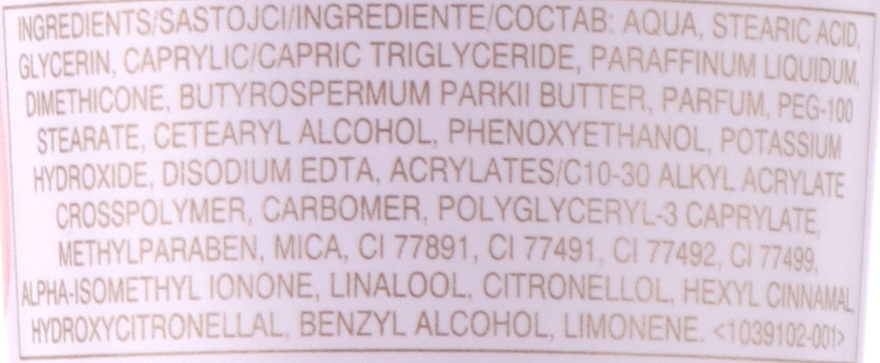 INGREDIENTS/SASTOJCI/INGREDIENTE/СОСТАВ: AQUA, STEARIC ACID,
GLYCERIN, CAPRYLIC/CAPRIC TRIGLYCERIDE, PARAFFINUM LIQUIDUM,
DIMETHICONE, BUTYROSPERMUM PARKII BUTTER, PARFUM, PEG-100
STEARATE, CETEARYL ALCOHOL, PHENOXYETHANOL, POTASSIUM
HYDROXIDE, DISODIUM EDTA, ACRYLATES/C10-30 ALKYL ACRYLATE
CROSSPOLYMER, CARBOMER, POLYGLYCERYL-3 CAPRYLATE,
METHYLPARABEN, MICA, CI 77891, CI 77491, CI 77492, CI 77499,
ALPHA-ISOMETHYL IONONE, LINALOOL, CITRONELLOL, HEXYL CINNAMAL,
HYDROXYCITRONELLAL, BENZYL ALCOHOL, LIMONENE. <1039102-001>